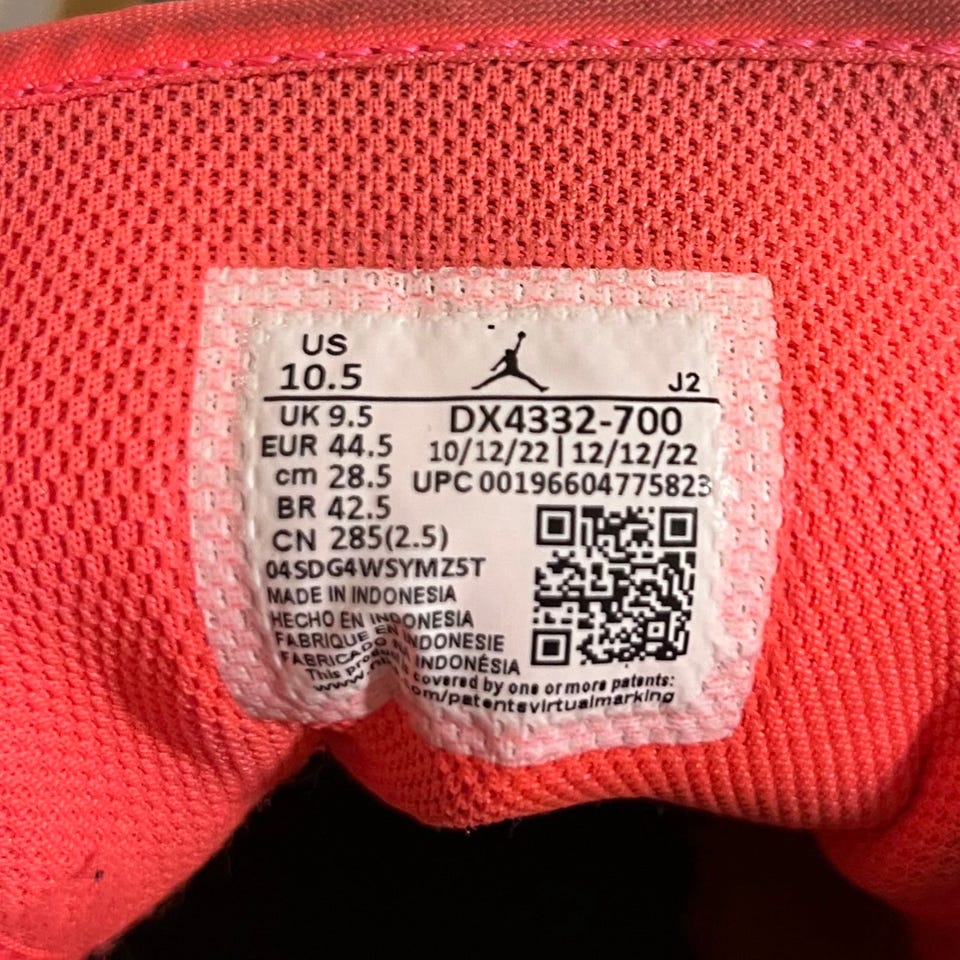 US
10.5
J2
UK 9.5
DX4332-700
EUR 44.5
10/12/22 | 12/12/22
cm 28.5
UPC 00196604775823
BR 42.5
CN 285(2.5)
04SDG4WSYMZ5T
MADE IN INDONESIA
HECHO EN INDONESIA
FABRIQUE EN INDONESIE
FABRICADO INDONÉSIA
This covered by one or more patents:
www. .com/patentsvirtualmarking